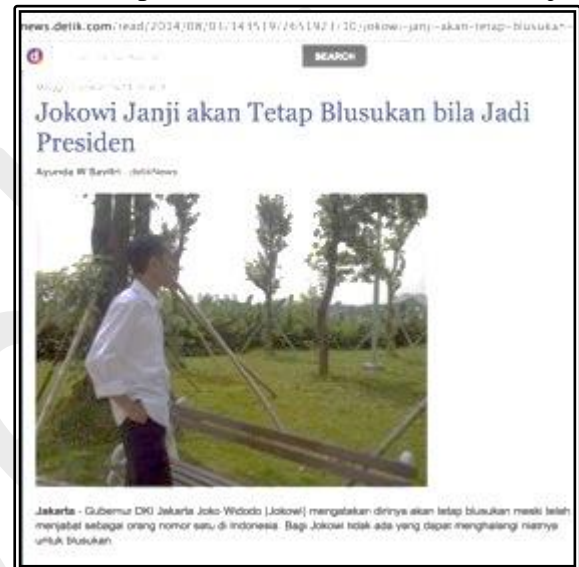 news.detik.com/read/2014/08/01/143519/2651921/10/jokowi-janji-akan-tetap-blusukan-
d
SEARCH
Jokowi Janji akan Tetap Blusukan bila Jadi
Presiden
Ayunda W Savitri - detikNews
Jakarta - Gubernur DKI Jakarta Joko Widodo (Jokowi) mengatakan dirinya akan tetap blusukan meski telah
menjabat sebagai orang nomor satu di Indonesia. Bagi Jokowi tidak ada yang dapat menghalangi niatnya
untuk blusukan